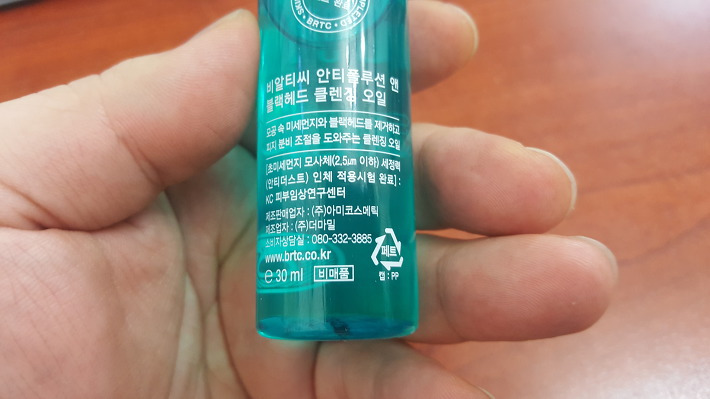 BRTC
비알티씨 안티폴루션 앤
블랙헤드 클렌징 오일
모공 속 미세먼지와 블랙헤드를 제거하고
피지 분비 조절을 도와주는 클렌징 오일
[초미세먼지 모사체(2.5㎛ 이하) 세정력
(안티더스트) 인체 적용시험 완료] :
KC 피부임상연구센터
제조판매업자 : (주)아미코스메틱
제조업자 : (주)더마밀
소비자상담실 : 080-332-3885
www.brtc.co.kr
℮ 30 ml 비매품
페트
캡 : PP